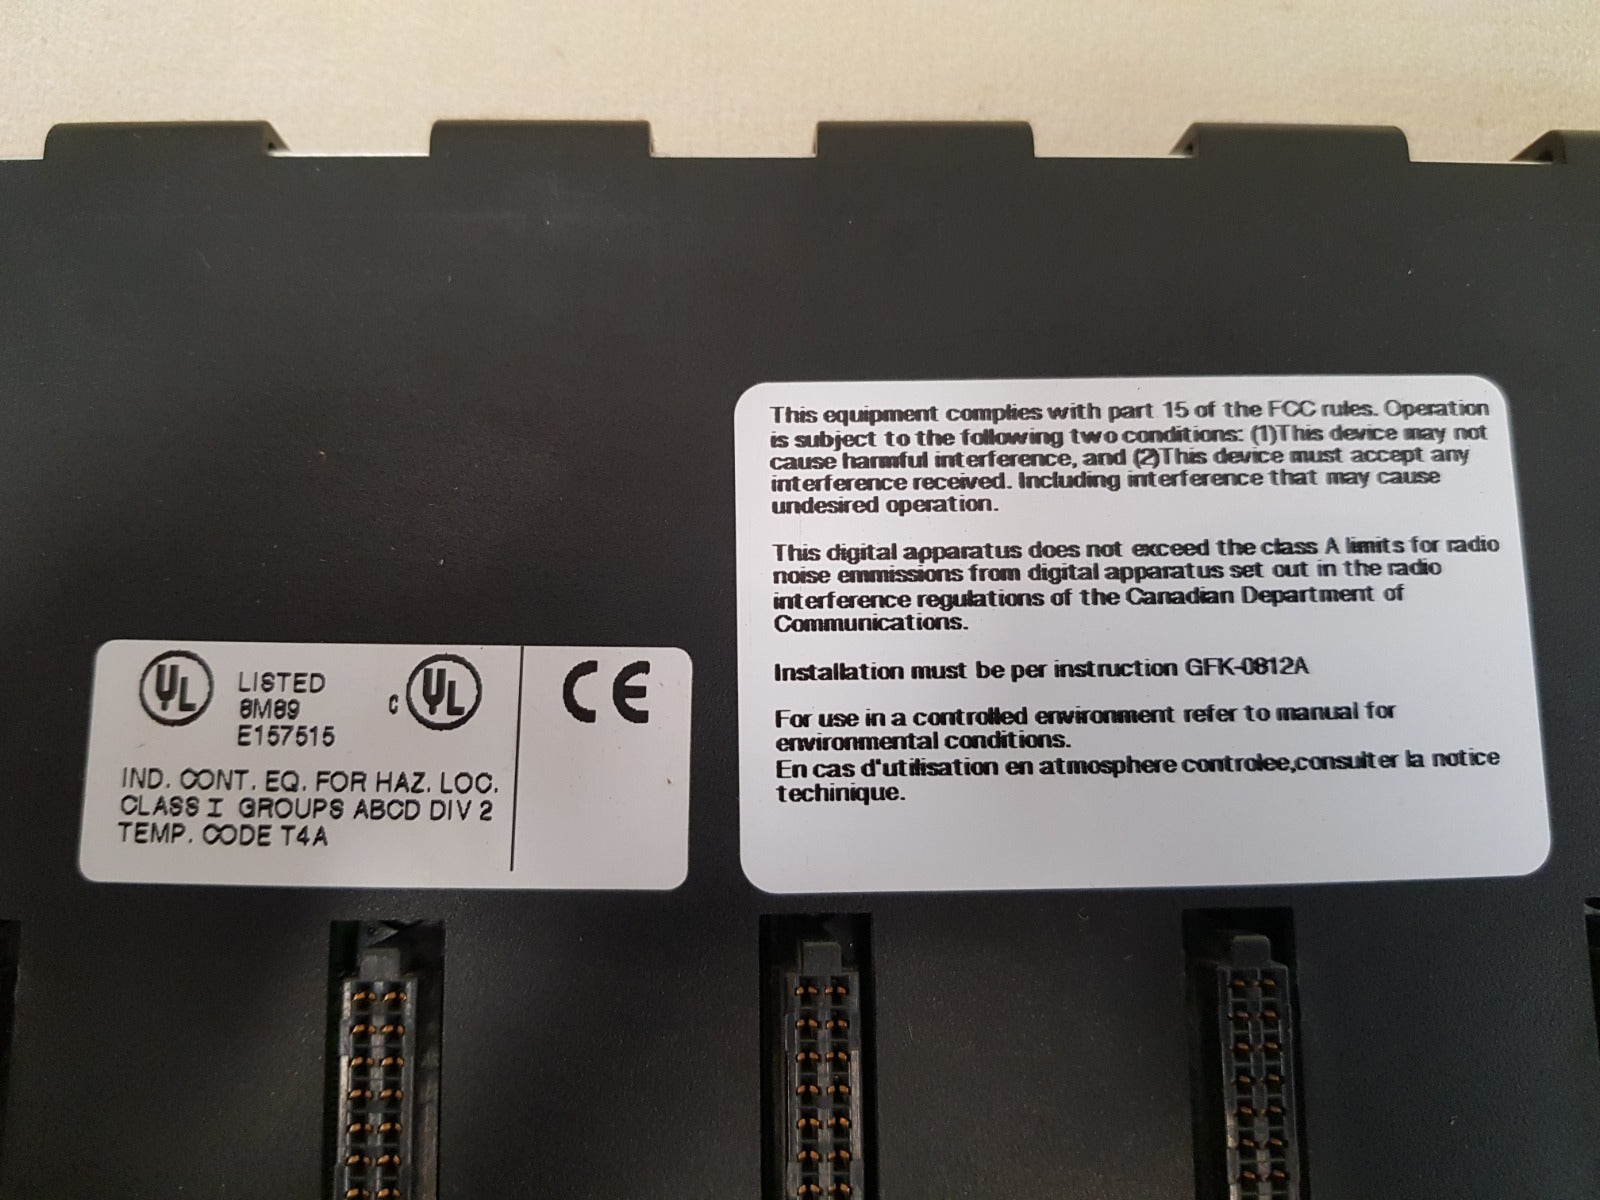 UL
LISTED
8M89
E157515
c UL
IND. CONT. EQ. FOR HAZ. LOC.
CLASS I GROUPS ABCD DIV 2
TEMP. CODE T4A
CE
This equipment complies with part 15 of the FCC rules. Operation
is subject to the following two conditions: (1)This device may not
cause harmful interference, and (2)This device must accept any
interference received. Including interference that may cause
undesired operation.
This digital apparatus does not exceed the class A limits for radio
noise emmissions from digital apparatus set out in the radio
interference regulations of the Canadian Department of
Communications.
Installation must be per instruction GFK-0812A
For use in a controlled environment refer to manual for
environmental conditions.
En cas d'utilisation en atmosphere controlee,consulter la notice
techinique.